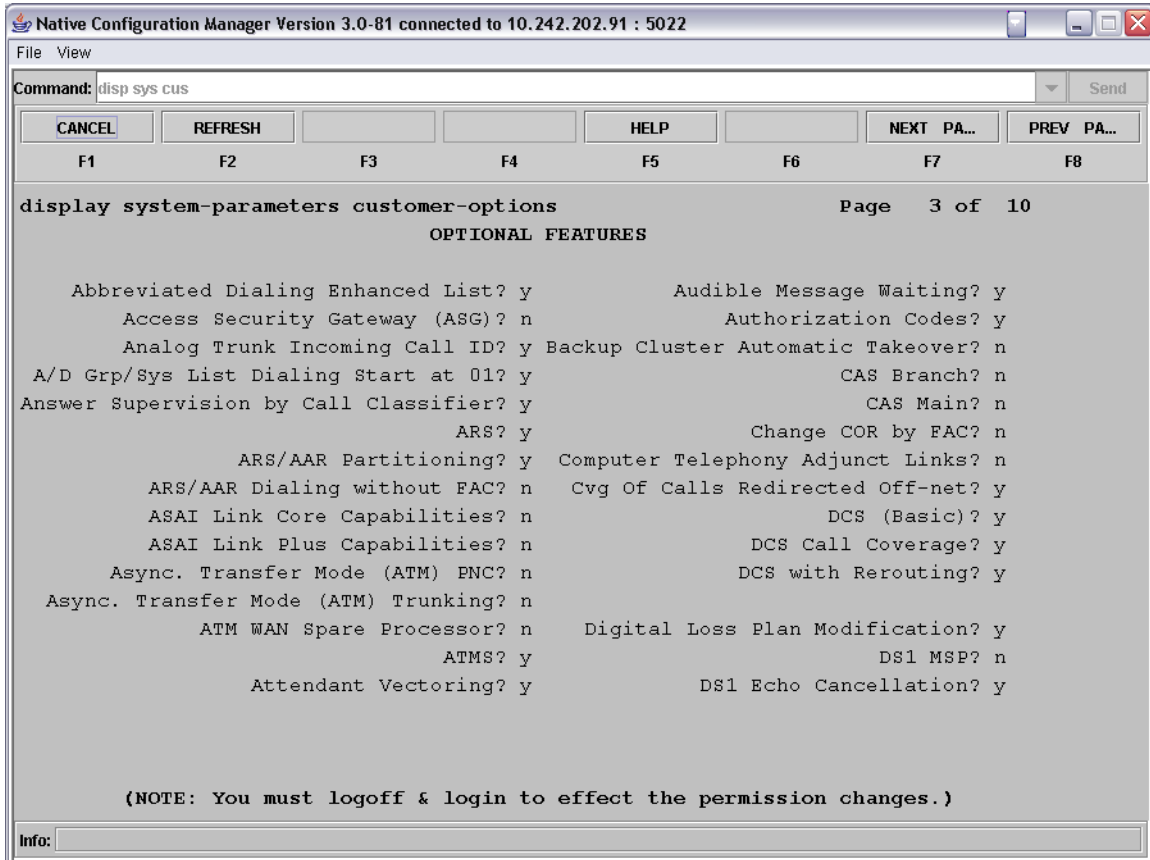 Native Configuration Manager Version 3.0-81 connected to 10.242.202.91 : 5022
File View
Command: disp sys cus Send
CANCEL REFRESH HELP NEXT PA... PREV PA...
F1 F2 F3 F4 F5 F6 F7 F8
display system-parameters customer-options Page 3 of 10
OPTIONAL FEATURES
Abbreviated Dialing Enhanced List? y Audible Message Waiting? y
Access Security Gateway (ASG)? n Authorization Codes? y
Analog Trunk Incoming Call ID? y Backup Cluster Automatic Takeover? n
A/D Grp/Sys List Dialing Start at 01? y CAS Branch? n
Answer Supervision by Call Classifier? y CAS Main? n
ARS? y Change COR by FAC? n
ARS/AAR Partitioning? y Computer Telephony Adjunct Links? n
ARS/AAR Dialing without FAC? n Cvg Of Calls Redirected Off-net? y
ASAI Link Core Capabilities? n DCS (Basic)? y
ASAI Link Plus Capabilities? n DCS Call Coverage? y
Async. Transfer Mode (ATM) PNC? n DCS with Rerouting? y
Async. Transfer Mode (ATM) Trunking? n
ATM WAN Spare Processor? n Digital Loss Plan Modification? y
ATMS? y DS1 MSP? n
Attendant Vectoring? y DS1 Echo Cancellation? y
(NOTE: You must logoff & login to effect the permission changes.)
Info: